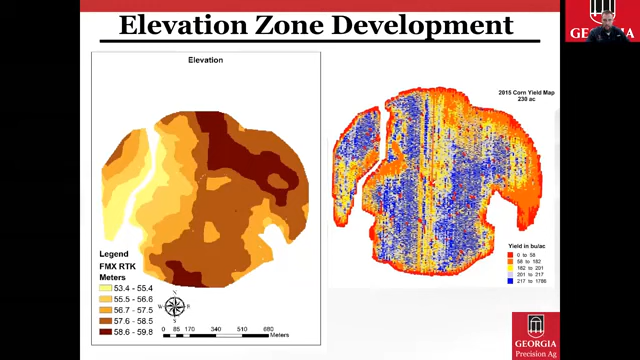 Elevation Zone Development
GEORGIA
Elevation
Legend
FMX RTK
Meters
53.4 - 55.4
55.5 - 56.6
56.7 - 57.5
57.6 - 58.5
58.6 - 59.8
N
W
E
S
0 85 170 340 510 680
Meters
2015 Corn Yield Map
230 ac
Yield in bu/ac
0 to 58
58 to 182
182 to 201
201 to 217
217 to 1786
GEORGIA
Precision Ag